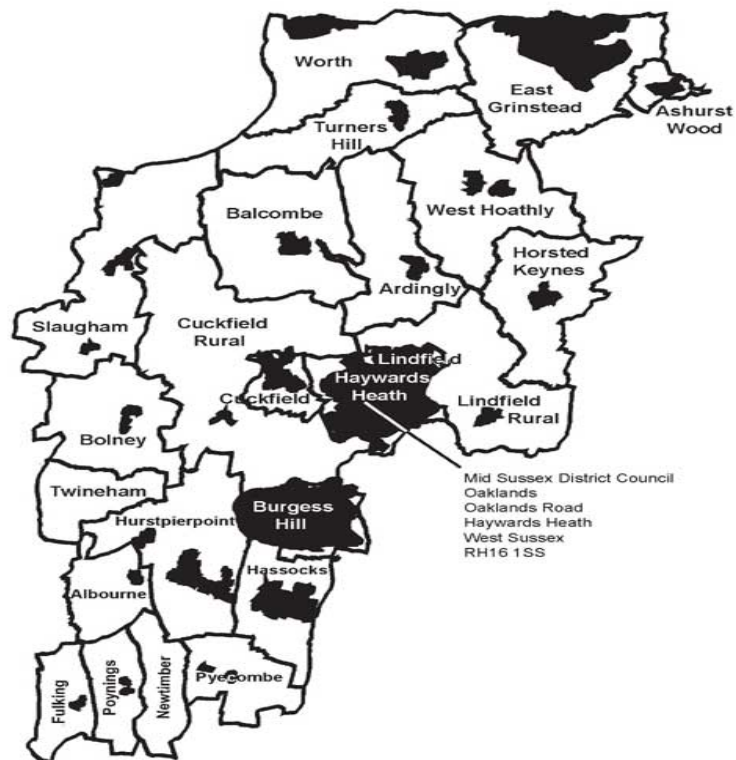 Worth
East
Grinstead
Ashurst
Wood
Turners
Hill
Balcombe
West Hoathly
Horsted
Keynes
Ardingly
Slaugham
Cuckfield
Rural
Lindfield
Haywards
Heath
Cuckfield
Lindfield
Rural
Bolney
Twineham
Mid Sussex District Council
Oaklands
Oaklands Road
Haywards Heath
West Sussex
RH16 1SS
Burgess
Hill
Hurstpierpoint
Hassocks
Albourne
Fulking
Poynings
Newtimber
Pyecombe